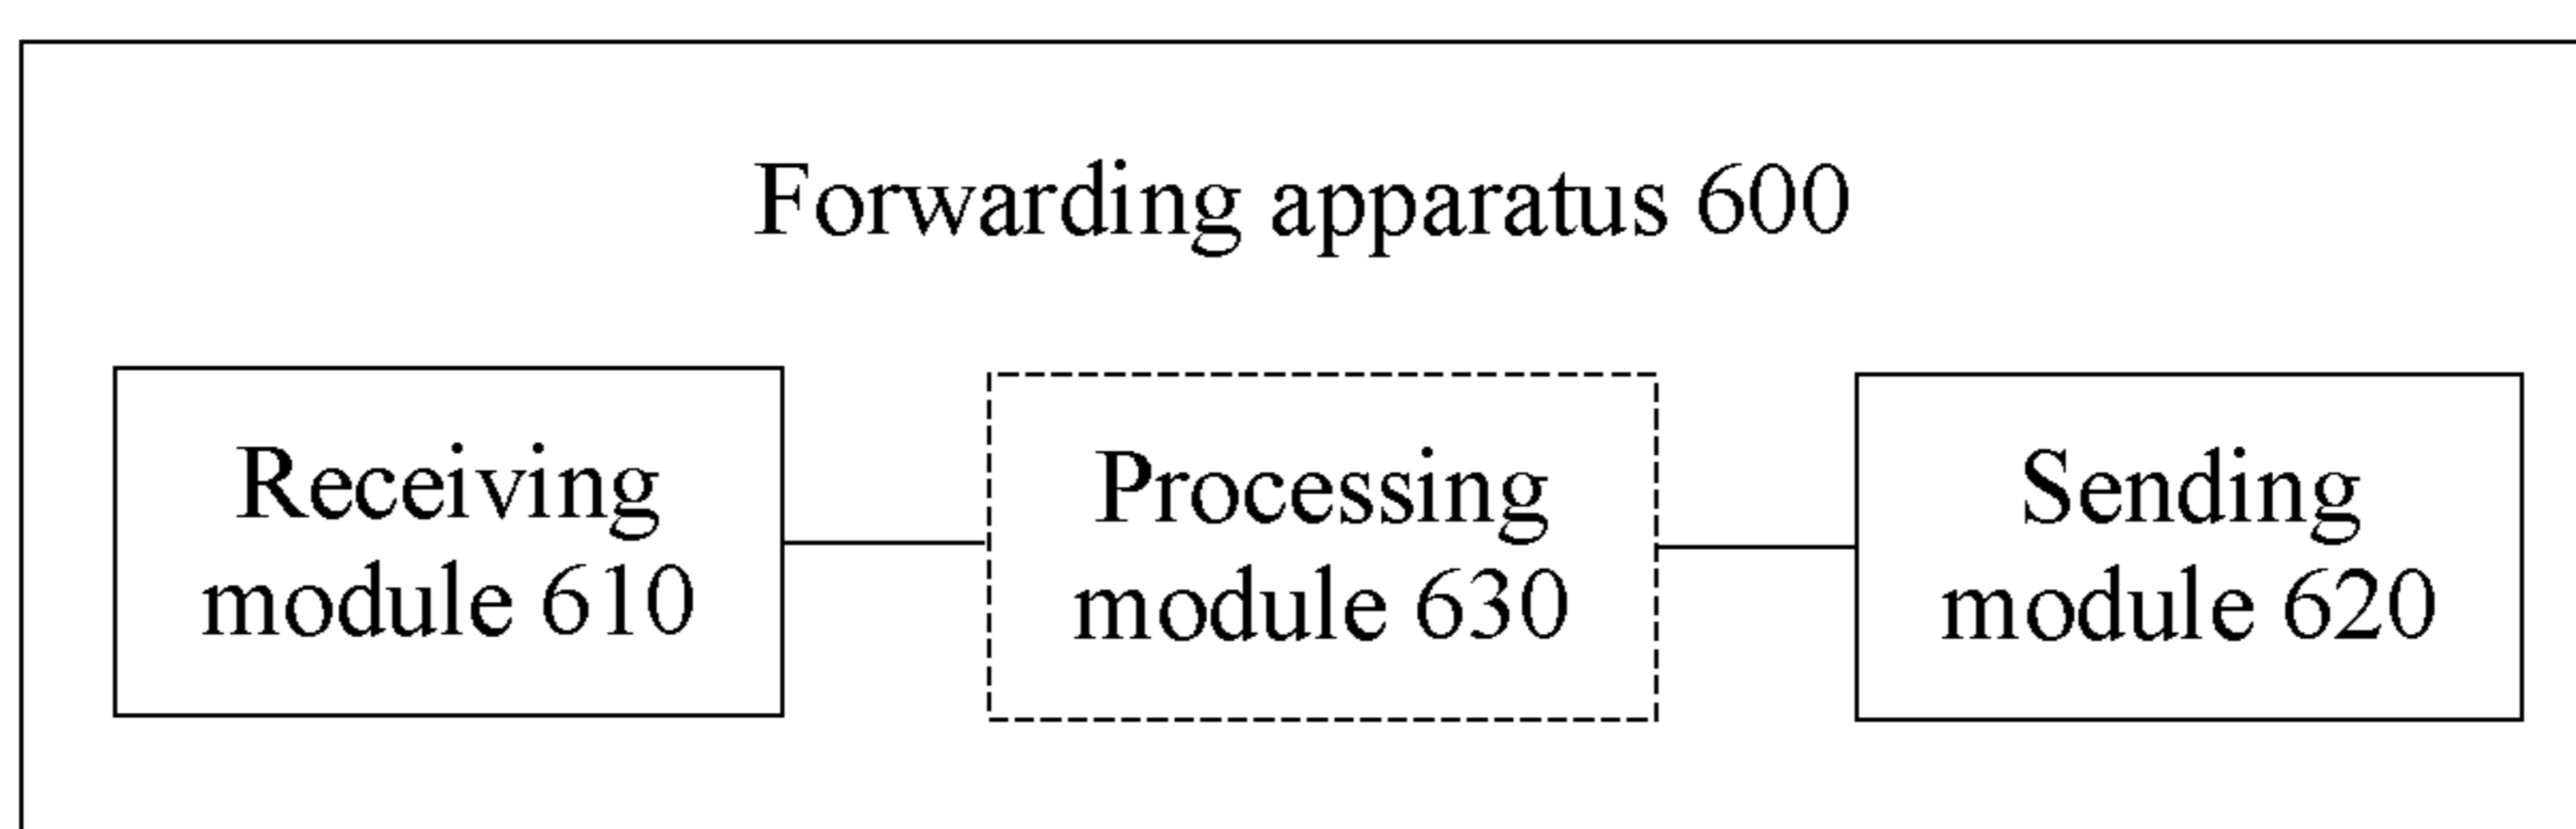 Forwarding apparatus 600
Receiving
module 610
Processing
module 630
Sending
module 620